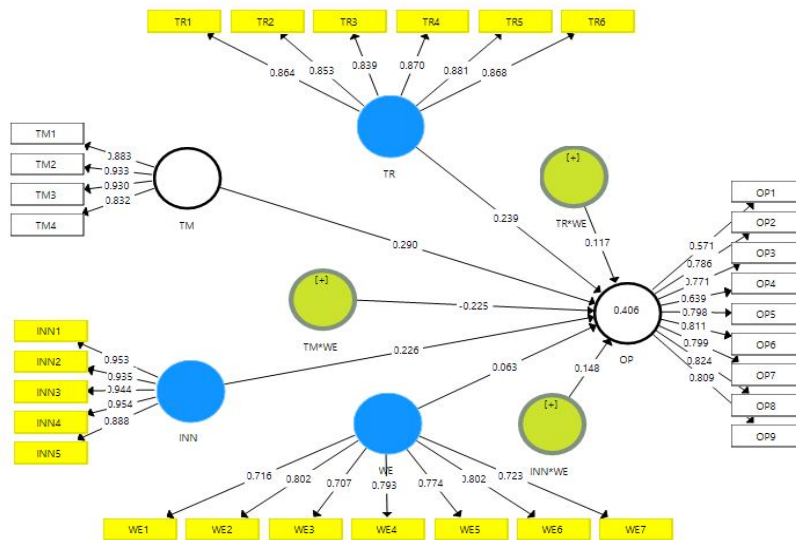 TR1 TR2 TR3 TR4 TR5 TR6
0.864 0.853 0.839 0.870 0.881 0.868
TR
TM1
TM2
TM3
TM4
0.883
0.933
0.930
0.832
TM
[+]
TR*WE
0.239
0.117
0.290
[+]
TM*WE
-0.225
0.226
0.063
0.148
0.406
OP
0.571
0.786
0.771
0.639
0.798
0.811
0.799
0.824
0.809
OP1
OP2
OP3
OP4
OP5
OP6
OP7
OP8
OP9
INN1
INN2
INN3
INN4
INN5
0.953
0.935
0.944
0.954
0.888
INN
[+]
INN*WE
WE
0.716 0.802 0.707 0.793 0.774 0.802 0.723
WE1 WE2 WE3 WE4 WE5 WE6 WE7